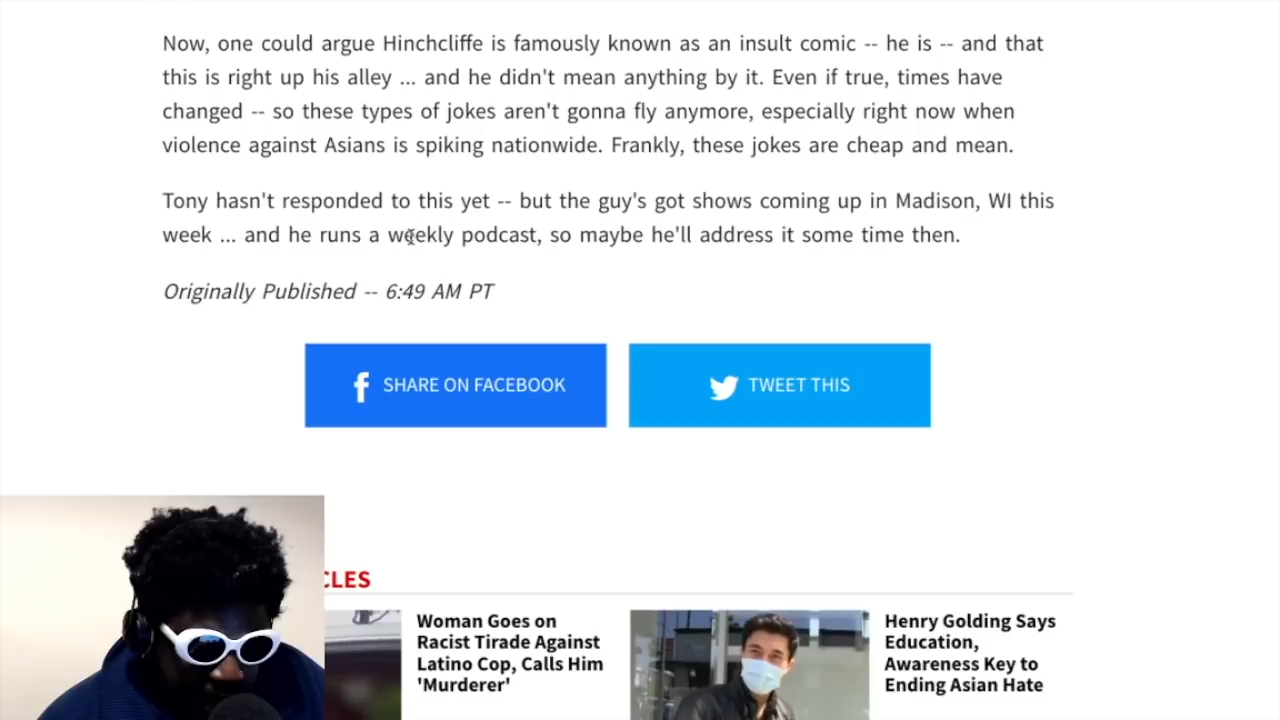 Now, one could argue Hinchcliffe is famously known as an insult comic -- he is -- and that
this is right up his alley ... and he didn't mean anything by it. Even if true, times have
changed -- so these types of jokes aren't gonna fly anymore, especially right now when
violence against Asians is spiking nationwide. Frankly, these jokes are cheap and mean.
Tony hasn't responded to this yet -- but the guy's got shows coming up in Madison, WI this
week ... and he runs a weekly podcast, so maybe he'll address it some time then.
Originally Published -- 6:49 AM PT
f SHARE ON FACEBOOK
TWEET THIS
CLES
Woman Goes on
Racist Tirade Against
Latino Cop, Calls Him
'Murderer'
Henry Golding Says
Education,
Awareness Key to
Ending Asian Hate